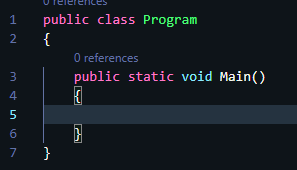 0 references
1 public class Program
2 {
0 references
3 public static void Main()
4 {
5
6 }
7 }